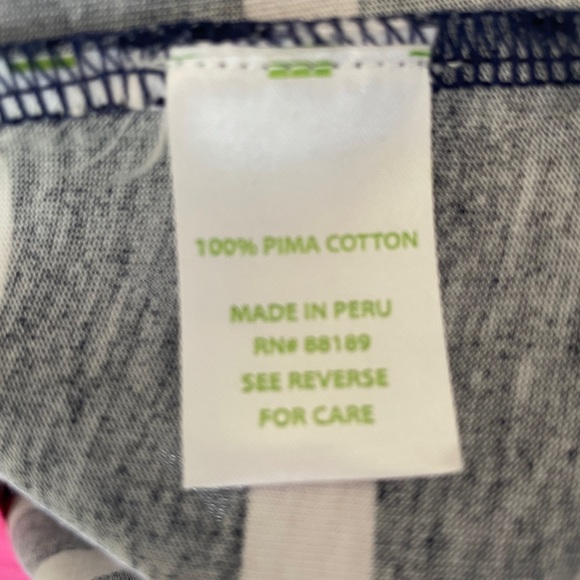 100% PIMA COTTON
MADE IN PERU
RN# 88189
SEE REVERSE
FOR CARE